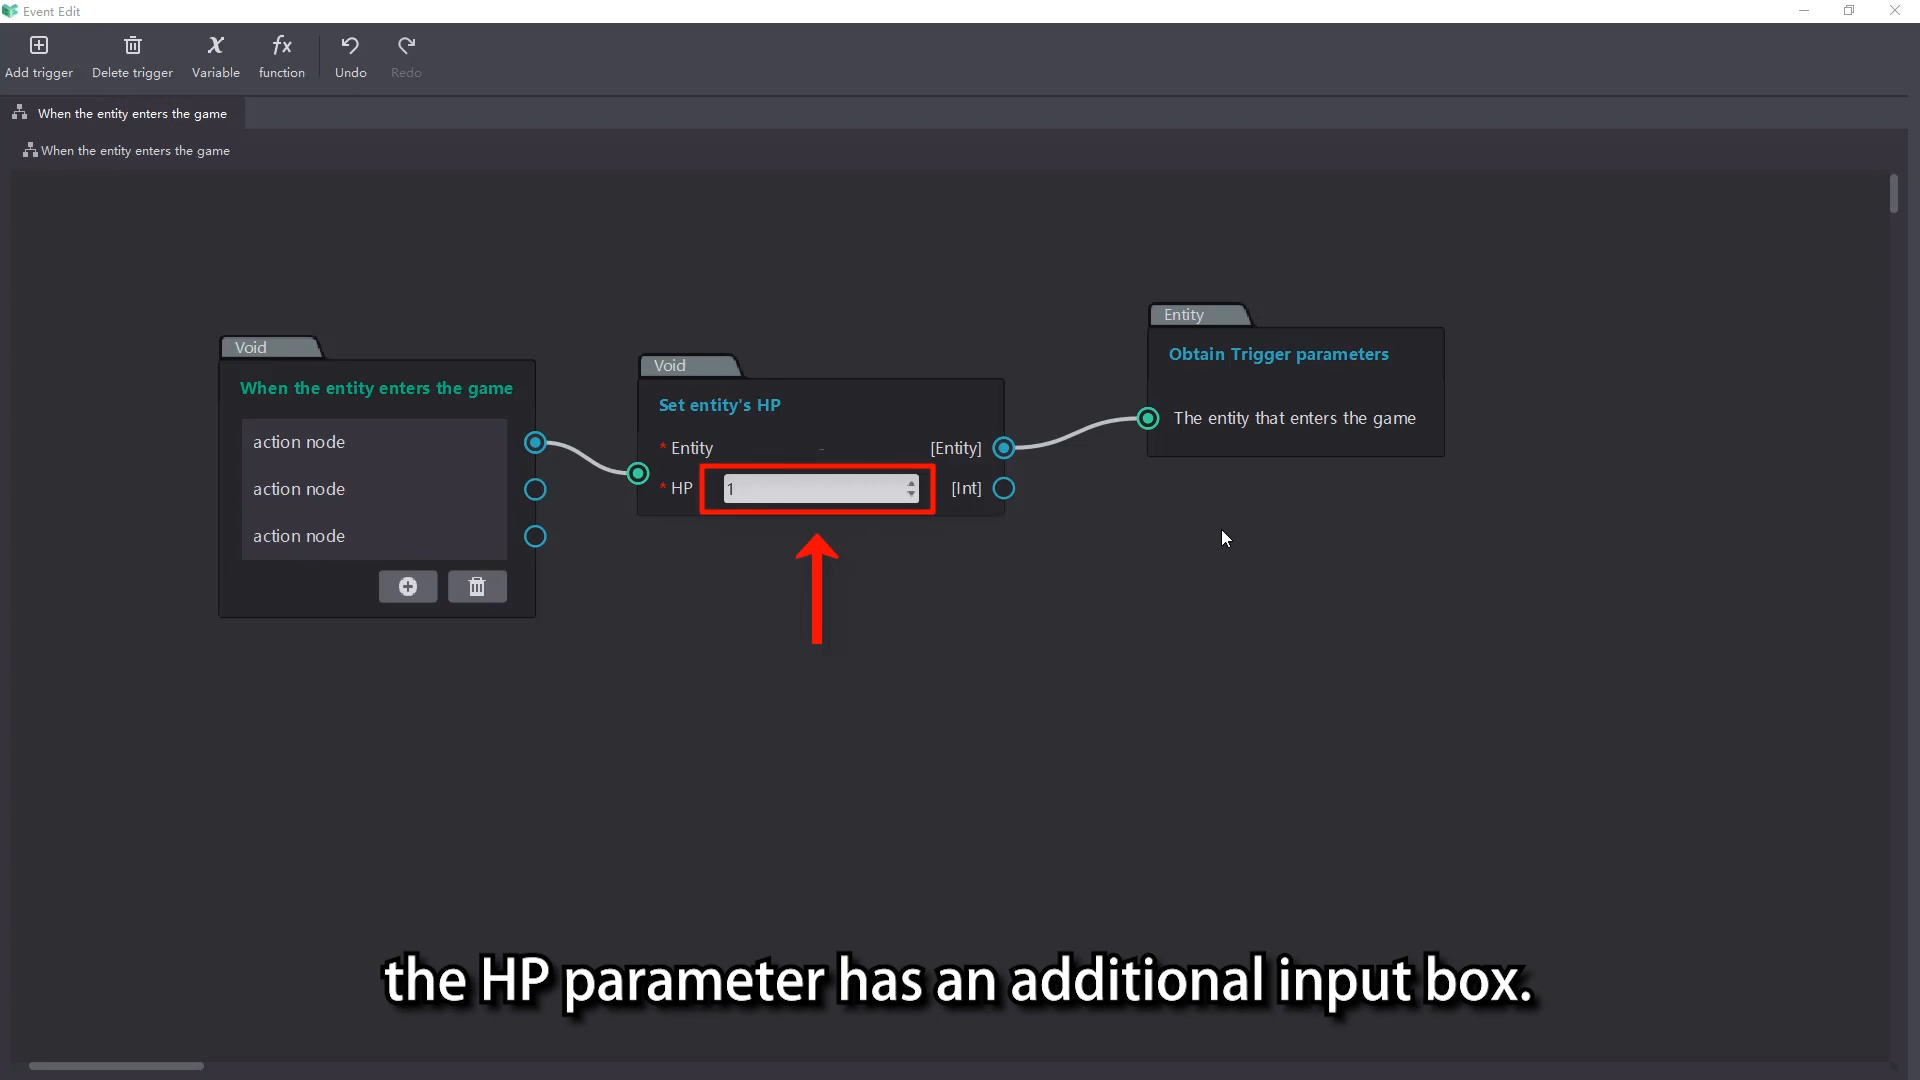 Event Edit
Add trigger
Delete trigger
Variable
function
Undo
Redo
When the entity enters the game
When the entity enters the game
Void
When the entity enters the game
action node
action node
action node
Void
Set entity's HP
* Entity - [Entity]
* HP 1 [Int]
Entity
Obtain Trigger parameters
The entity that enters the game
the HP parameter has an additional input box.